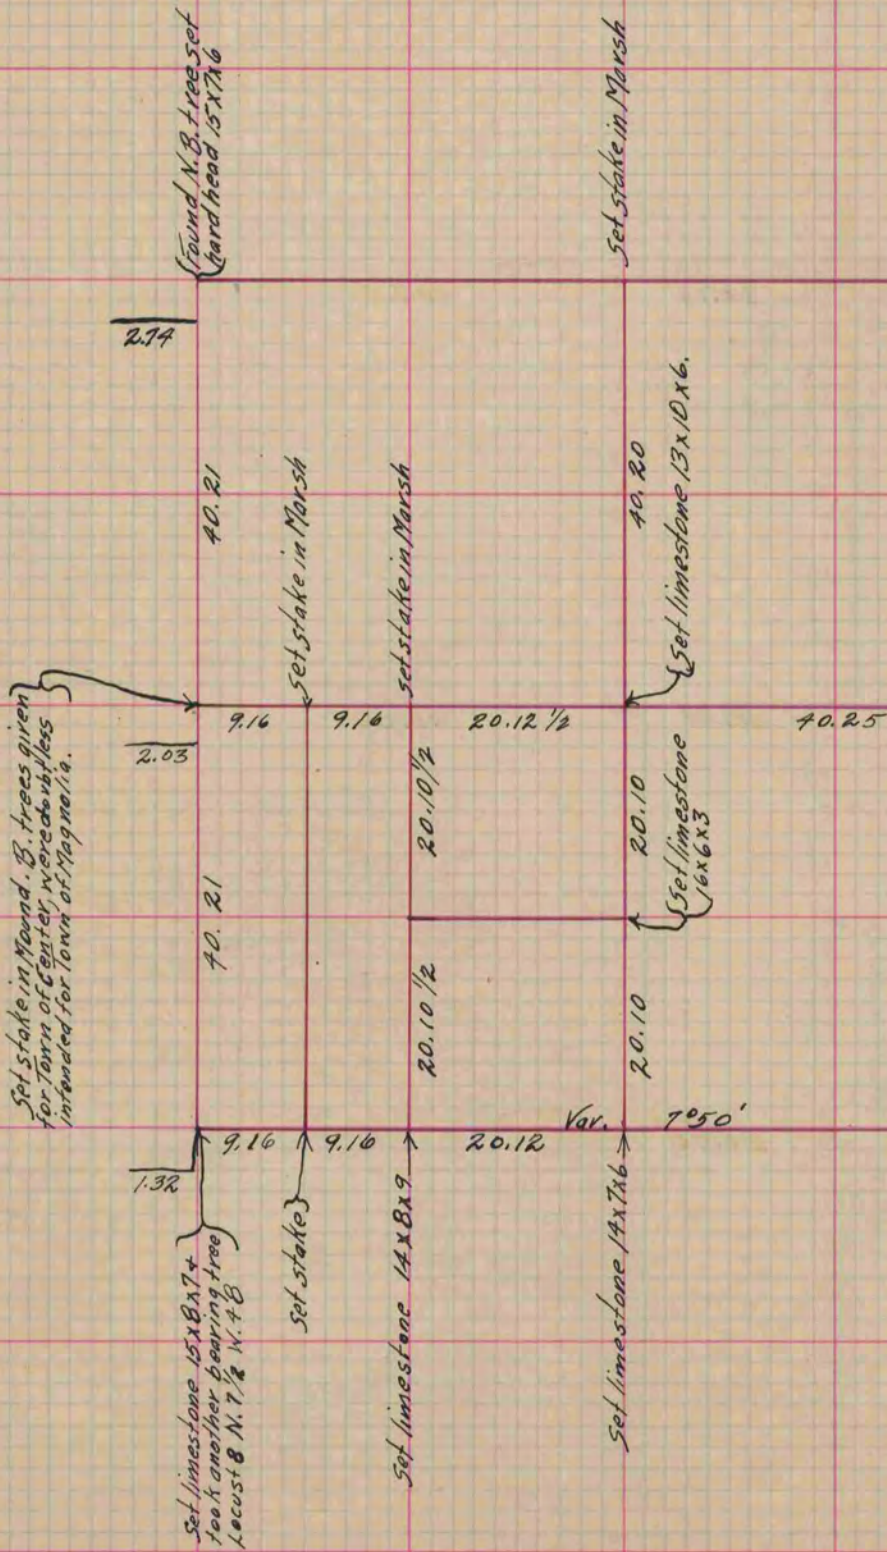 Set stake in Mound. B. trees given
for Town of Center, were doubtless
intended for Town of Magnolia.
found N.B. tree set
hard head 15x7x6
Set stake in Marsh
2.74
40.21
40.20
Set stake in Marsh
set stake in Marsh
Set limestone 13x10x6.
9.16
9.16
20.12 1/2
40.25
2.03
40.21
20.10 1/2
20.10
Set limestone
16x6x3
20.10 1/2
20.10
1.32
9.16
9.16
20.12
Var. 7°50'
Set limestone 15x8x7+
took another bearing tree
Locust 8 N. 7 1/2 W. 48
Set stake
Set limestone 14x8x9
Set limestone 14x7x6